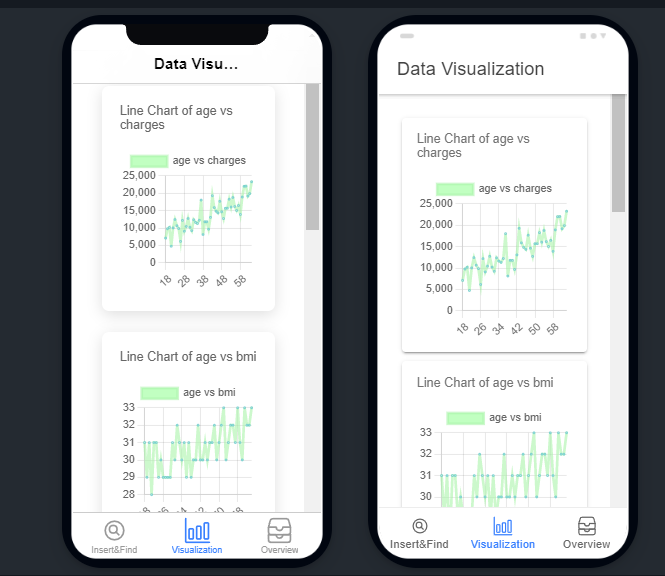 Data Visu...
Line Chart of age vs
charges
age vs charges
25,000
20,000
15,000
10,000
5,000
0
18 28 38 48 58
Line Chart of age vs bmi
age vs bmi
33
32
31
30
29
28
Insert&Find Visualization Overview
Data Visualization
Line Chart of age vs
charges
age vs charges
25,000
20,000
15,000
10,000
5,000
0
18 26 34 42 50 58
Line Chart of age vs bmi
age vs bmi
33
32
31
30
Insert&Find Visualization Overview